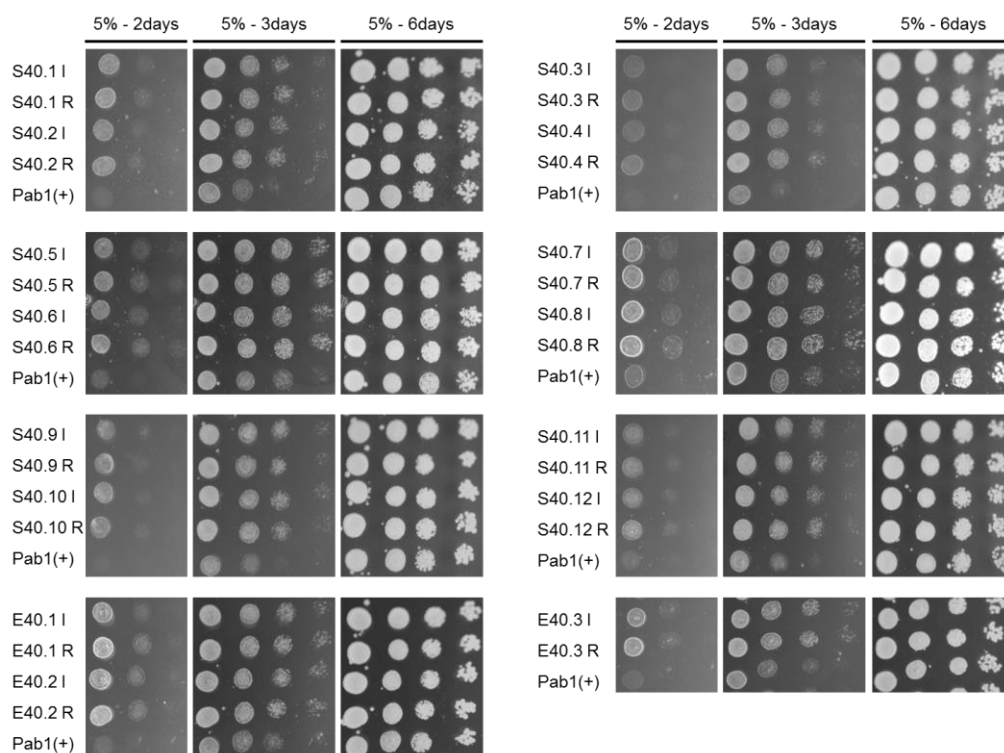 5% - 2days 5% - 3days 5% - 6days
S40.1 I
S40.1 R
S40.2 I
S40.2 R
Pab1(+)
S40.5 I
S40.5 R
S40.6 I
S40.6 R
Pab1(+)
S40.9 I
S40.9 R
S40.10 I
S40.10 R
Pab1(+)
E40.1 I
E40.1 R
E40.2 I
E40.2 R
Pab1(+)
5% - 2days 5% - 3days 5% - 6days
S40.3 I
S40.3 R
S40.4 I
S40.4 R
Pab1(+)
S40.7 I
S40.7 R
S40.8 I
S40.8 R
Pab1(+)
S40.11 I
S40.11 R
S40.12 I
S40.12 R
Pab1(+)
E40.3 I
E40.3 R
Pab1(+)